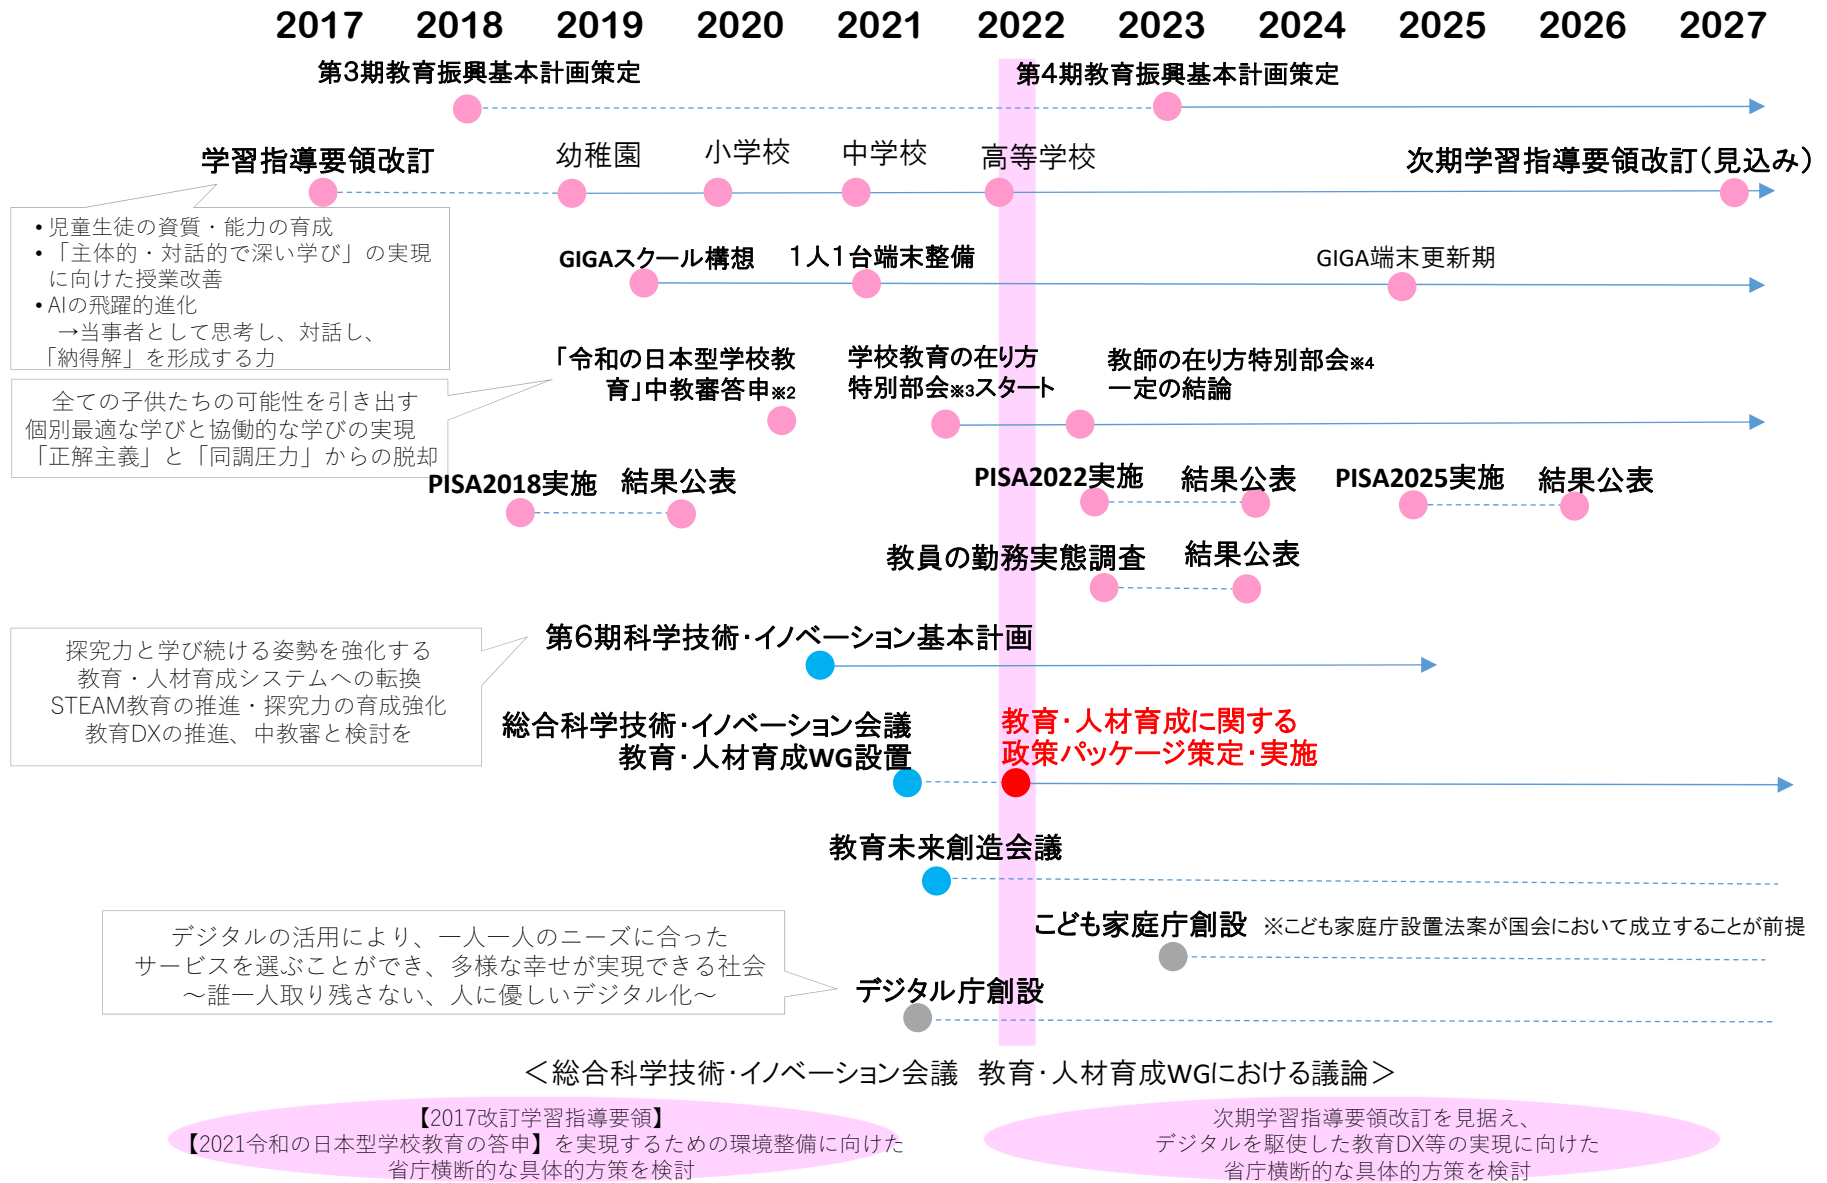 2017 2018 2019 2020 2021 2022 2023 2024 2025 2026 2027
第3期教育振興基本計画策定
第4期教育振興基本計画策定
学習指導要領改訂
幼稚園
小学校
中学校
高等学校
次期学習指導要領改訂（見込み）
• 児童生徒の資質・能力の育成
• 「主体的・対話的で深い学び」の実現
に向けた授業改善
• AIの飛躍的進化
→当事者として思考し、対話し、
「納得解」を形成する力
GIGAスクール構想
1人1台端末整備
GIGA端末更新期
「令和の日本型学校教
育」中教審答申※2
学校教育の在り方
特別部会※3スタート
教師の在り方特別部会※4
一定の結論
全ての子供たちの可能性を引き出す
個別最適な学びと協働的な学びの実現
「正解主義」と「同調圧力」からの脱却
PISA2018実施
結果公表
PISA2022実施
結果公表
PISA2025実施
結果公表
教員の勤務実態調査
結果公表
第6期科学技術･イノベーション基本計画
探究力と学び続ける姿勢を強化する
教育・人材育成システムへの転換
STEAM教育の推進・探究力の育成強化
教育DXの推進、中教審と検討を
総合科学技術･イノベーション会議
教育･人材育成WG設置
教育･人材育成に関する
政策パッケージ策定･実施
教育未来創造会議
こども家庭庁創設 ※こども家庭庁設置法案が国会において成立することが前提
デジタルの活用により、一人一人のニーズに合った
サービスを選ぶことができ、多様な幸せが実現できる社会
～誰一人取り残さない、人に優しいデジタル化～
デジタル庁創設
＜総合科学技術･イノベーション会議 教育･人材育成WGにおける議論＞
【2017改訂学習指導要領】
【2021令和の日本型学校教育の答申】を実現するための環境整備に向けた
省庁横断的な具体的方策を検討
次期学習指導要領改訂を見据え、
デジタルを駆使した教育DX等の実現に向けた
省庁横断的な具体的方策を検討